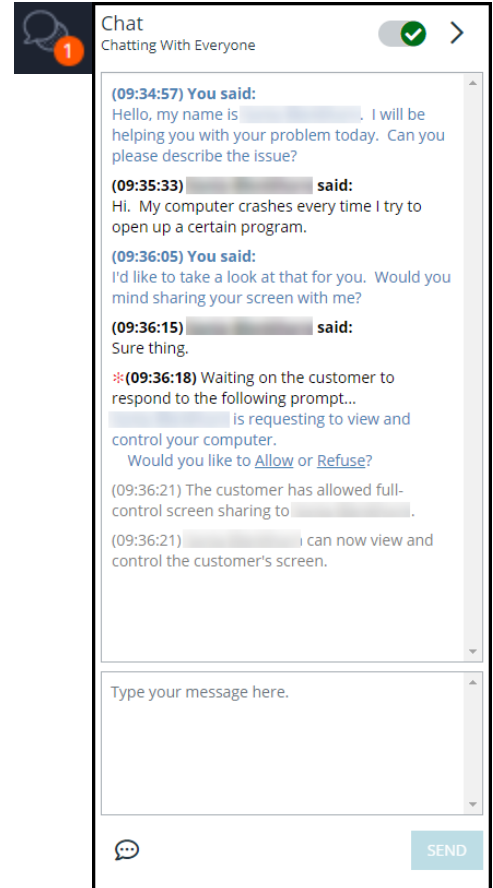 Chat
Chatting With Everyone
1
(09:34:57) You said:
Hello, my name is . I will be
helping you with your problem today. Can you
please describe the issue?
(09:35:33) said:
Hi. My computer crashes every time I try to
open up a certain program.
(09:36:05) You said:
I'd like to take a look at that for you. Would you
mind sharing your screen with me?
(09:36:15) said:
Sure thing.
*(09:36:18) Waiting on the customer to
respond to the following prompt...
is requesting to view and
control your computer.
Would you like to Allow or Refuse?
(09:36:21) The customer has allowed full-
control screen sharing to .
(09:36:21) can now view and
control the customer's screen.
Type your message here.
SEND